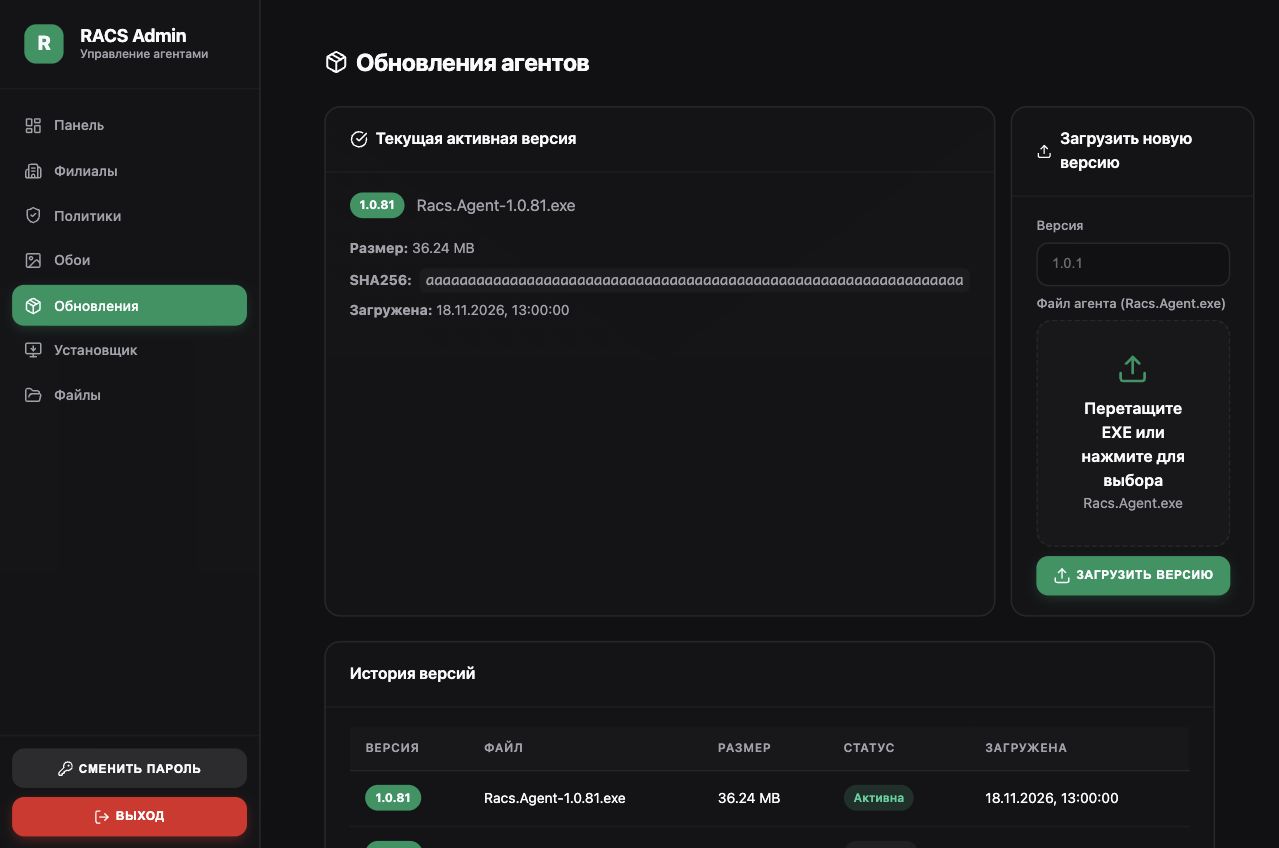 R
RACS Admin
Управление агентами
Панель
Филиалы
Политики
Обои
Обновления
Установщик
Файлы
СМЕНИТЬ ПАРОЛЬ
ВЫХОД
Обновления агентов
Текущая активная версия
1.0.81 Racs.Agent-1.0.81.exe
Размер: 36.24 MB
SHA256: aaaaaaaaaaaaaaaaaaaaaaaaaaaaaaaaaaaaaaaaaaaaaaaaaaaaaaaaaaaaaaaa
Загружена: 18.11.2026, 13:00:00
Загрузить новую
версию
Версия
1.0.1
Файл агента (Racs.Agent.exe)
Перетащите
EXE или
нажмите для
выбора
Racs.Agent.exe
ЗАГРУЗИТЬ ВЕРСИЮ
История версий
ВЕРСИЯ ФАЙЛ РАЗМЕР СТАТУС ЗАГРУЖЕНА
1.0.81 Racs.Agent-1.0.81.exe 36.24 MB Активна 18.11.2026, 13:00:00